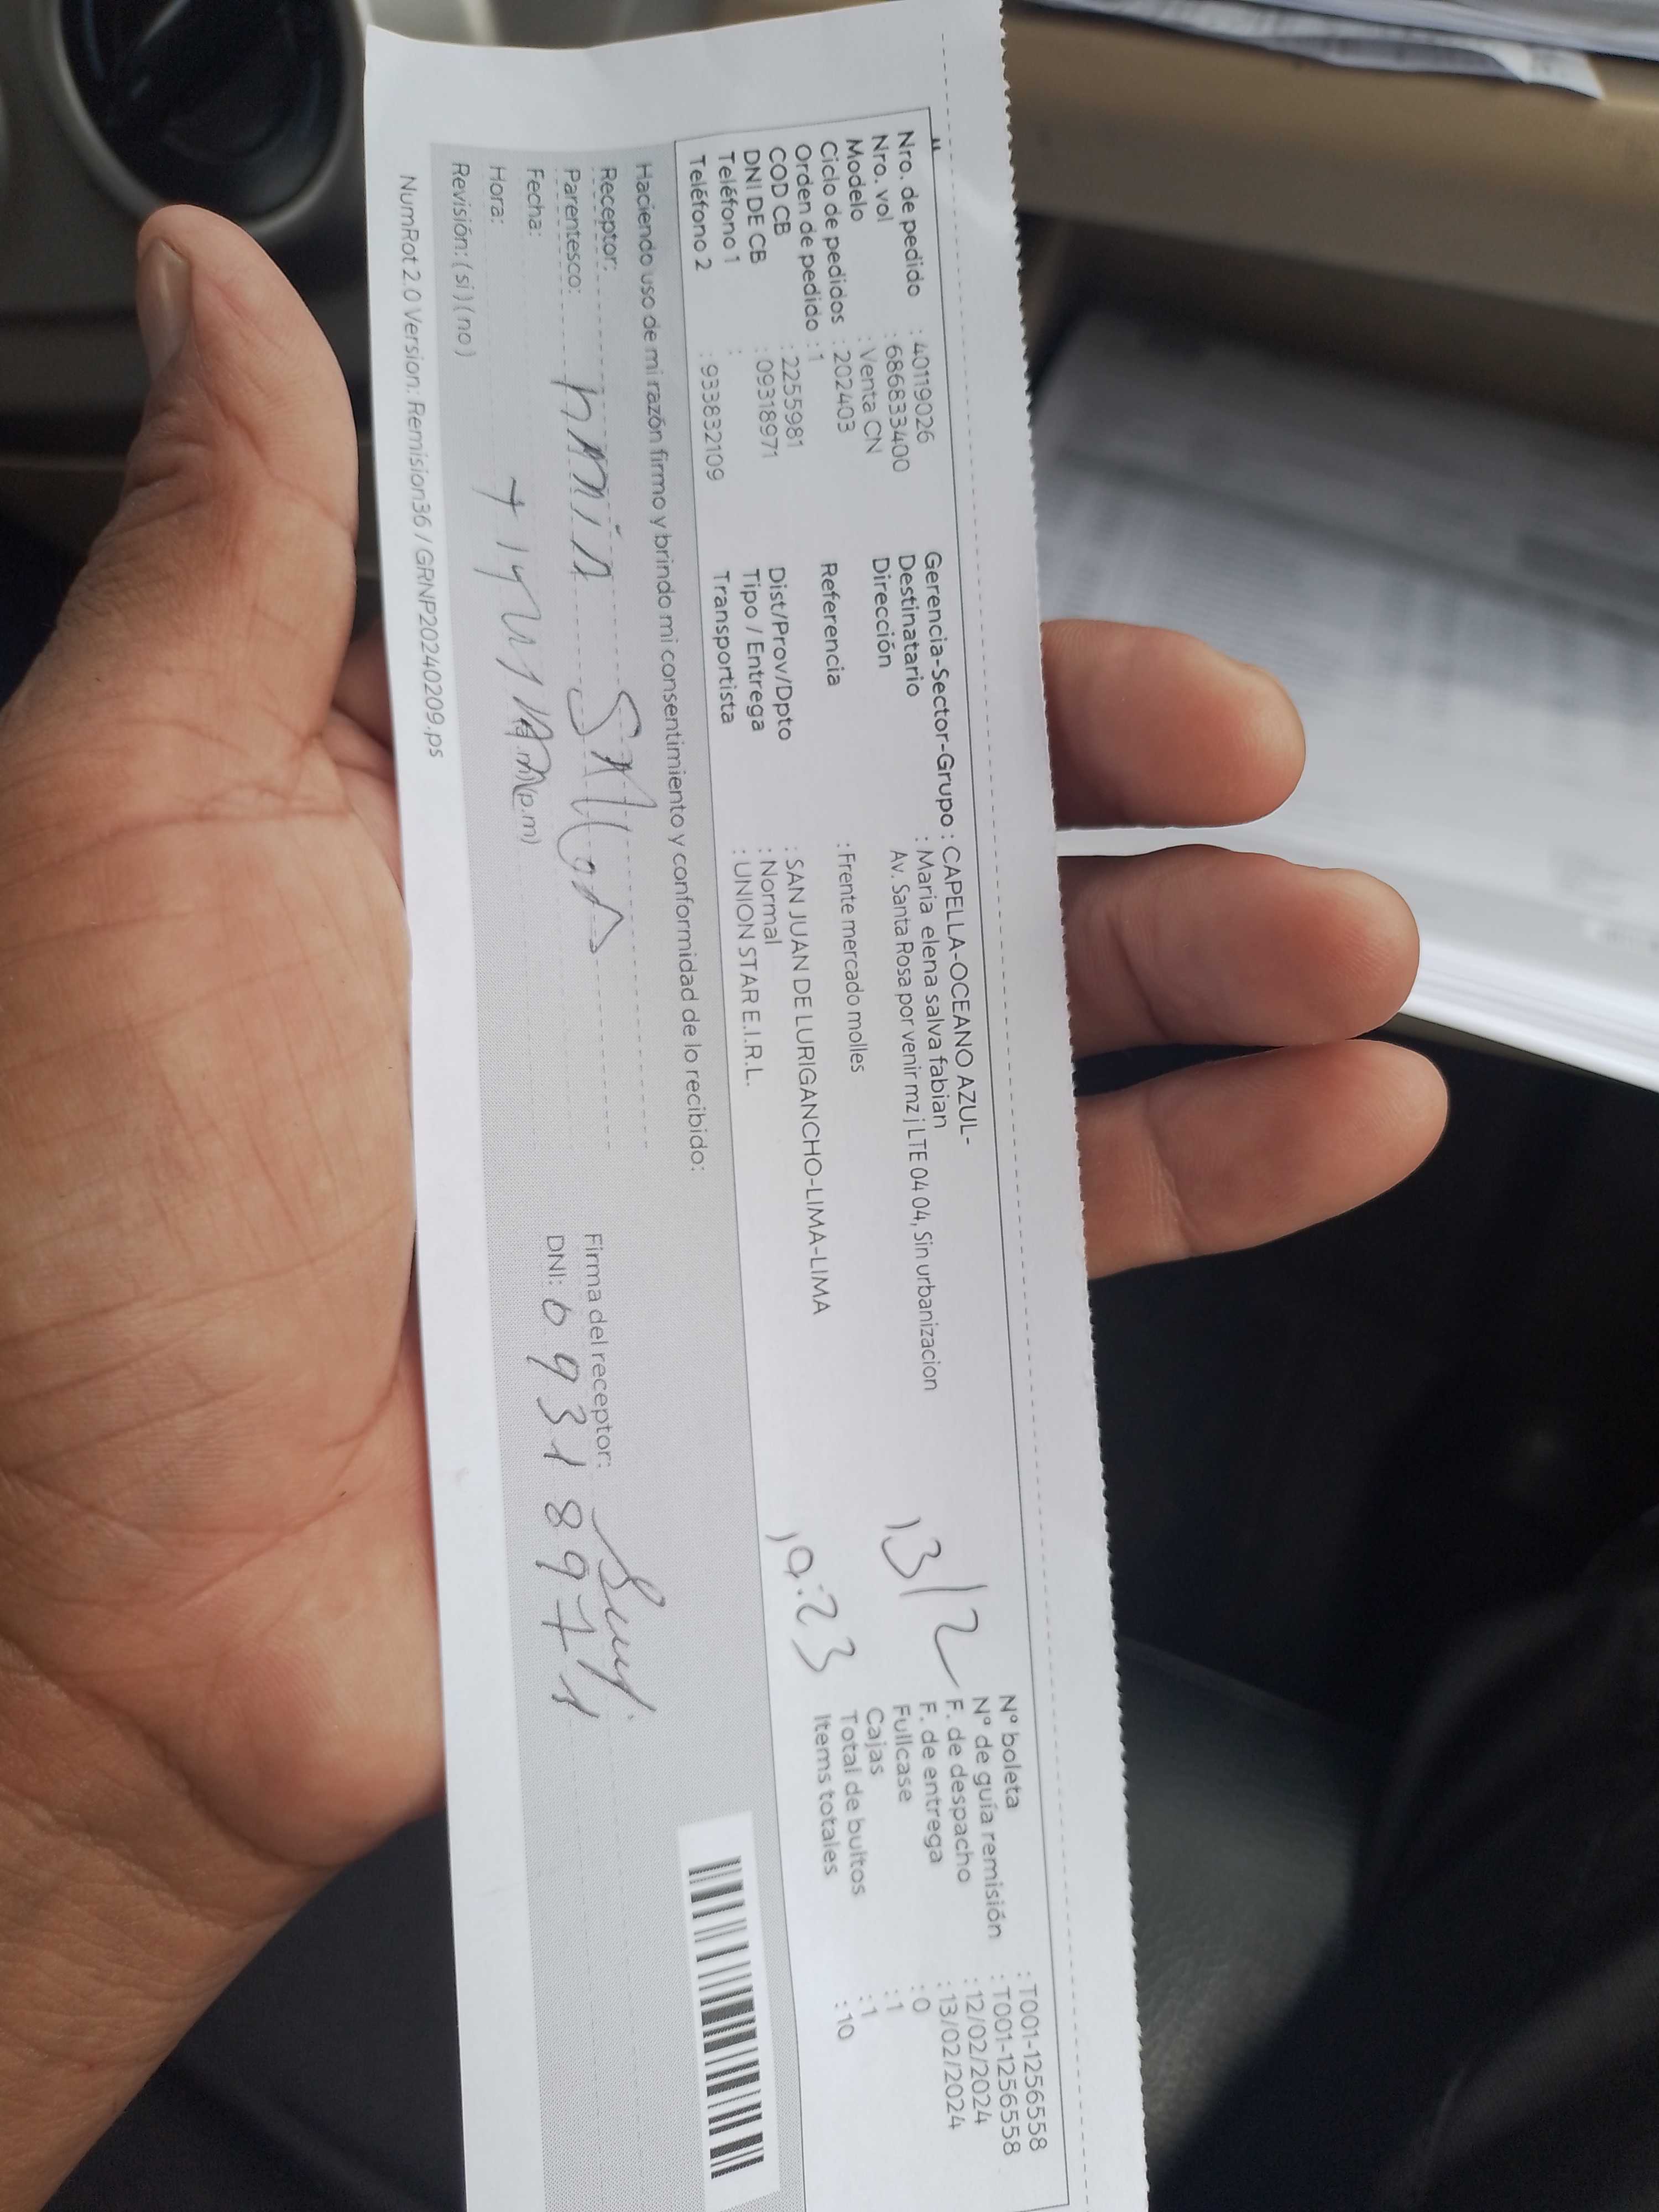 Nro. de pedido : 40119026
Nro. vol : 686833400
Modelo : Venta CN
Ciclo de pedidos : 202403
Orden de pedido : 1
COD CB : 2255981
DNI DE CB : 09318971
Teléfono 1 :
Teléfono 2 : 933832109
Gerencia-Sector-Grupo : CAPELLA-OCEANO AZUL-
Destinatario : Maria elena salva fabian
Dirección Av. Santa Rosa por venir mz j LTE 04 04, Sin urbanizacion
Referencia : Frente mercado molles
Dist/Prov/Dpto : SAN JUAN DE LURIGANCHO-LIMA-LIMA
Tipo / Entrega : Normal
Transportista : UNION STAR E.I.R.L.
13/2
10:23
Nº boleta : T001-1256558
Nº de guía remisión : T001-1256558
F. de despacho : 12/02/2024
F. de entrega : 13/02/2024
Fullcase : 0
Cajas : 1
Total de bultos : 1
Items totales : 10
Haciendo uso de mi razón firmo y brindo mi consentimiento y conformidad de lo recibido:
Receptor:
Parentesco:
Fecha:
Hora: (p.m)
Revisión: ( si ) ( no )
Firma del receptor:
DNI: 09318971
NumRot 2.0 Version: Remision36 / GRNP20240209.ps